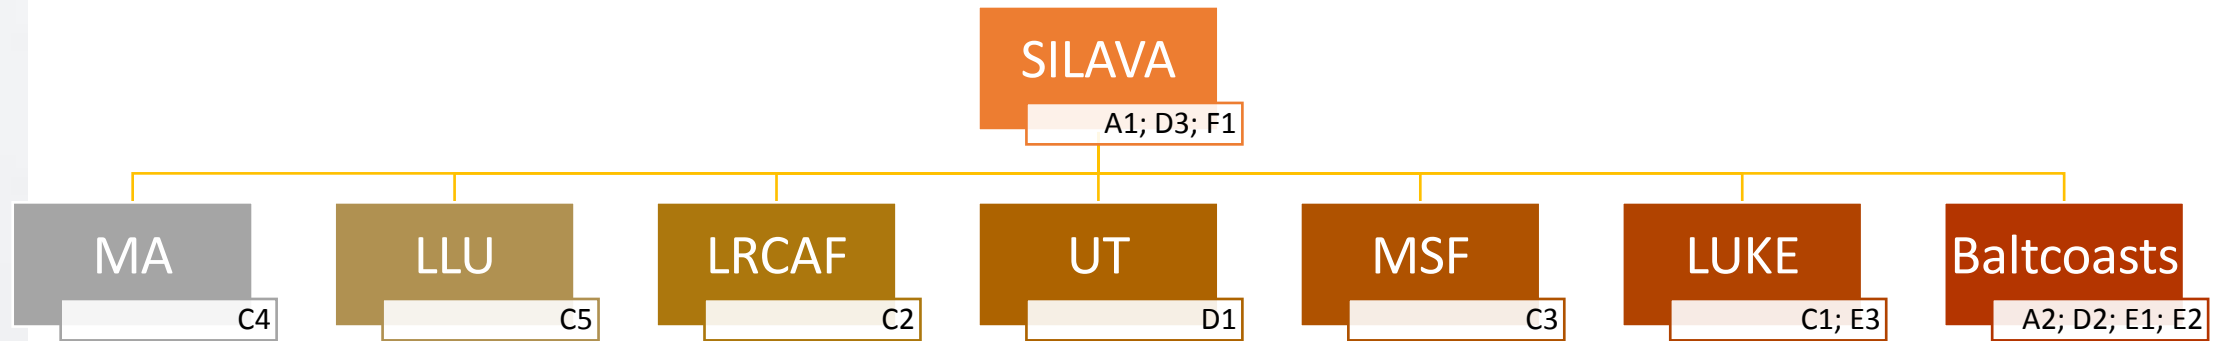 SILAVA
A1; D3; F1
MA
C4
LLU
C5
LRCAF
C2
UT
D1
MSF
C3
LUKE
C1; E3
Baltcoasts
A2; D2; E1; E2